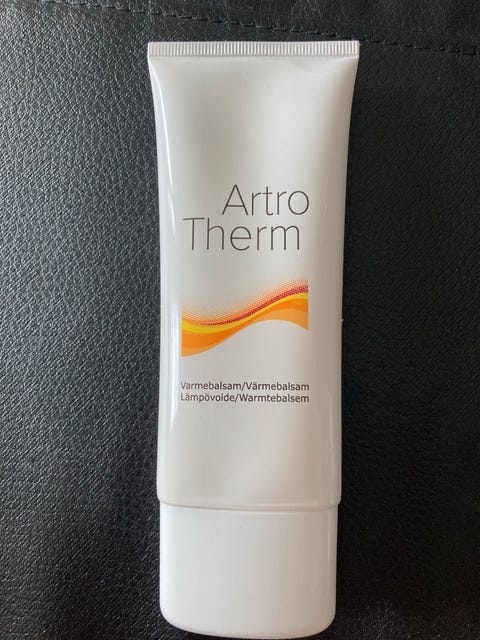 Artro
Therm
Varmebalsam/Värmebalsam
Lämpövoide/Warmtebalsem